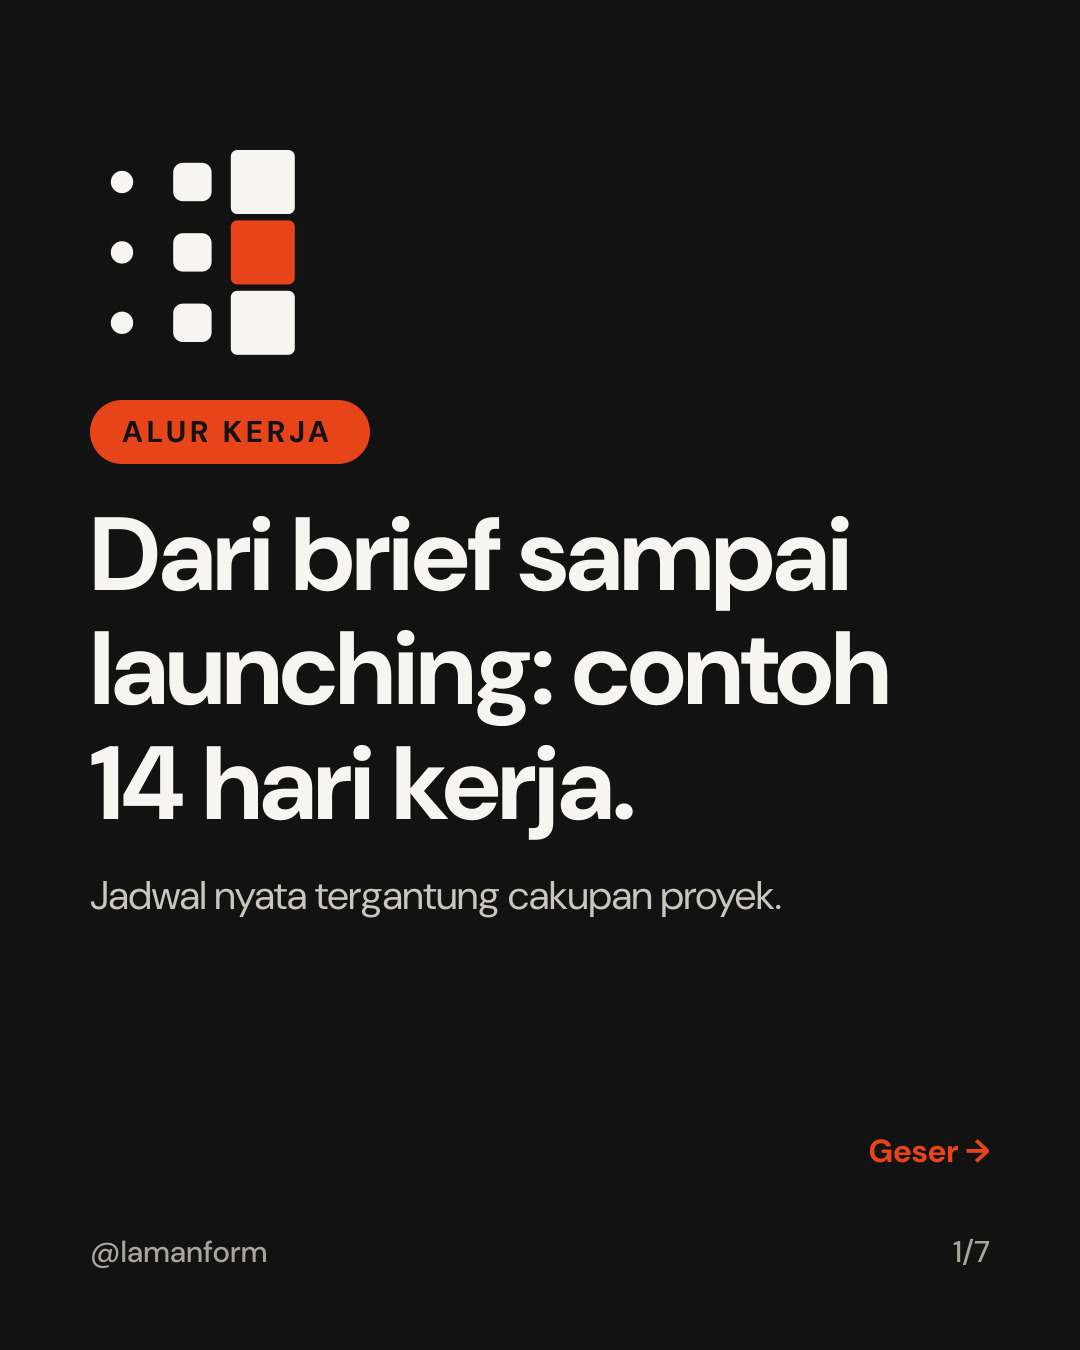 ALUR KERJA
Dari brief sampai
launching: contoh
14 hari kerja.
Jadwal nyata tergantung cakupan proyek.
Geser →
@lamanform
1/7